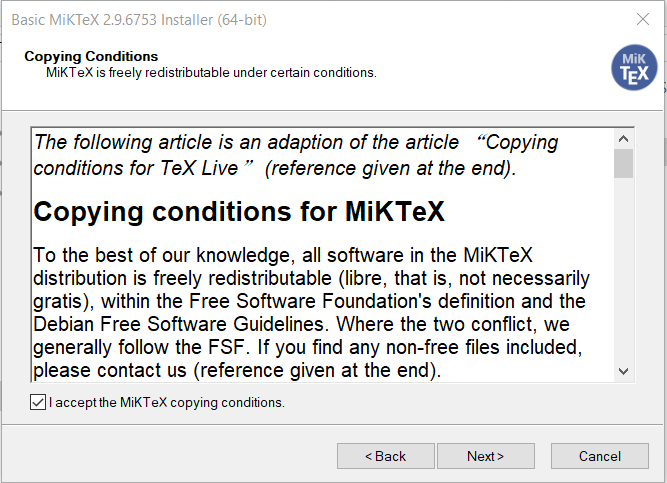 Basic MiKTeX 2.9.6753 Installer (64-bit)
Copying Conditions
MiKTeX is freely redistributable under certain conditions.
MiK
TEX
The following article is an adaption of the article “Copying
conditions for TeX Live” (reference given at the end).
Copying conditions for MiKTeX
To the best of our knowledge, all software in the MiKTeX
distribution is freely redistributable (libre, that is, not necessarily
gratis), within the Free Software Foundation's definition and the
Debian Free Software Guidelines. Where the two conflict, we
generally follow the FSF. If you find any non-free files included,
please contact us (reference given at the end).
I accept the MiKTeX copying conditions.
< Back
Next >
Cancel